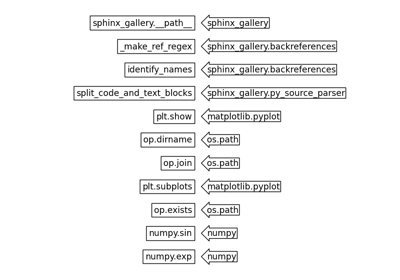 sphinx_gallery.__path__ sphinx_gallery
_make_ref_regex sphinx_gallery.backreferences
identify_names sphinx_gallery.backreferences
split_code_and_text_blocks sphinx_gallery.py_source_parser
plt.show matplotlib.pyplot
op.dirname os.path
op.join os.path
plt.subplots matplotlib.pyplot
op.exists os.path
numpy.sin numpy
numpy.exp numpy